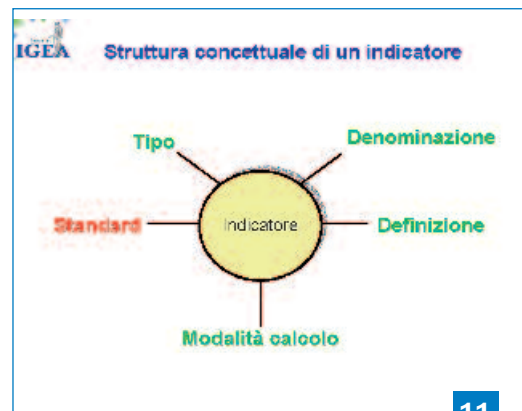 IGEA
Struttura concettuale di un indicatore
Tipo
Denominazione
Standard
Indicatore
Definizione
Modalità calcolo
11